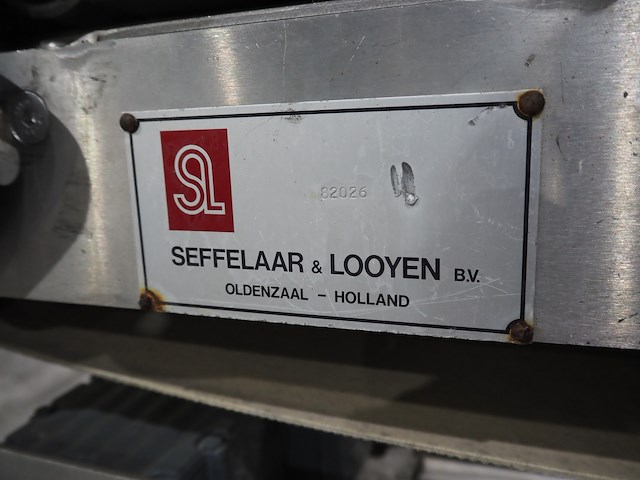 SL
82026
SEFFELAAR & LOOYEN B.V.
OLDENZAAL - HOLLAND